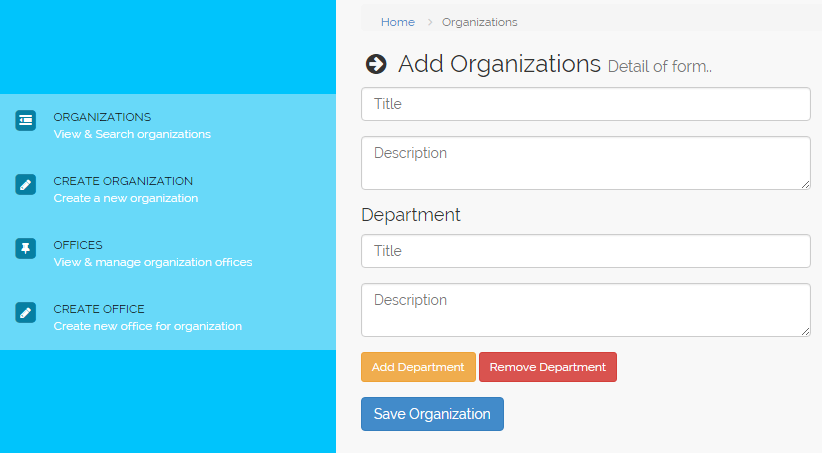 ORGANIZATIONS
View & Search organizations
CREATE ORGANIZATION
Create a new organization
OFFICES
View & manage organization offices
CREATE OFFICE
Create new office for organization
Home > Organizations
Add Organizations Detail of form..
Title
Description
Department
Title
Description
Add Department Remove Department
Save Organization